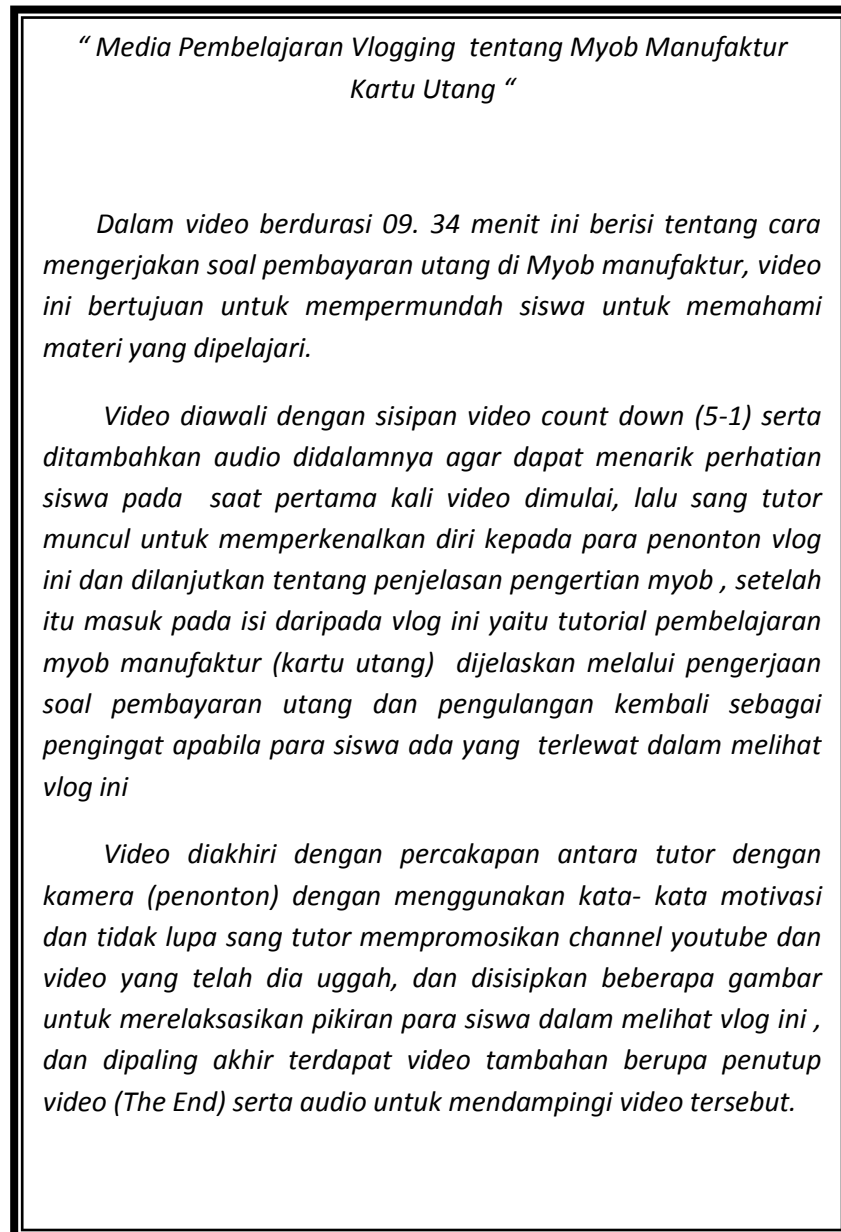 “ Media Pembelajaran Vlogging tentang Myob Manufaktur
Kartu Utang “
Dalam video berdurasi 09. 34 menit ini berisi tentang cara
mengerjakan soal pembayaran utang di Myob manufaktur, video
ini bertujuan untuk mempermundah siswa untuk memahami
materi yang dipelajari.
Video diawali dengan sisipan video count down (5-1) serta
ditambahkan audio didalamnya agar dapat menarik perhatian
siswa pada saat pertama kali video dimulai, lalu sang tutor
muncul untuk memperkenalkan diri kepada para penonton vlog
ini dan dilanjutkan tentang penjelasan pengertian myob , setelah
itu masuk pada isi daripada vlog ini yaitu tutorial pembelajaran
myob manufaktur (kartu utang) dijelaskan melalui pengerjaan
soal pembayaran utang dan pengulangan kembali sebagai
pengingat apabila para siswa ada yang terlewat dalam melihat
vlog ini
Video diakhiri dengan percakapan antara tutor dengan
kamera (penonton) dengan menggunakan kata- kata motivasi
dan tidak lupa sang tutor mempromosikan channel youtube dan
video yang telah dia uggah, dan disisipkan beberapa gambar
untuk merelaksasikan pikiran para siswa dalam melihat vlog ini ,
dan dipaling akhir terdapat video tambahan berupa penutup
video (The End) serta audio untuk mendampingi video tersebut.